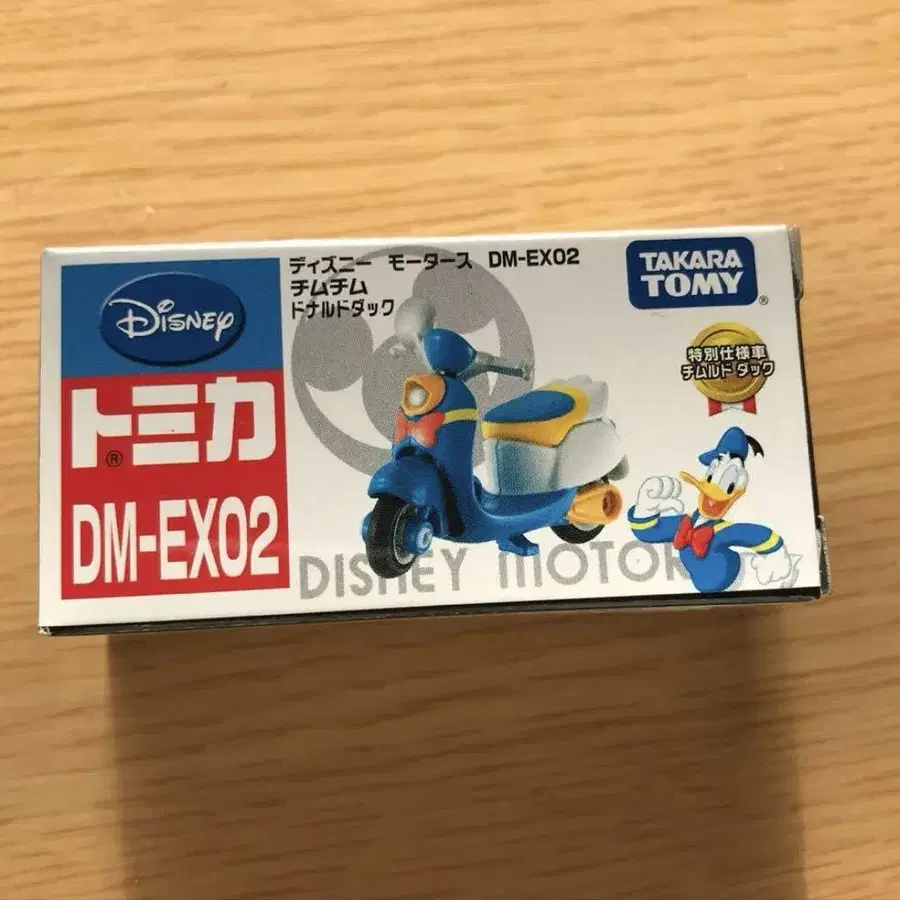 DISNEY
トミカ
®
DM-EX02
ディズニー モータース DM-EX02
チムチム
ドナルドダック
TAKARA
TOMY
®
特別仕様車
チムルド ダック
DISNEY MOTOR